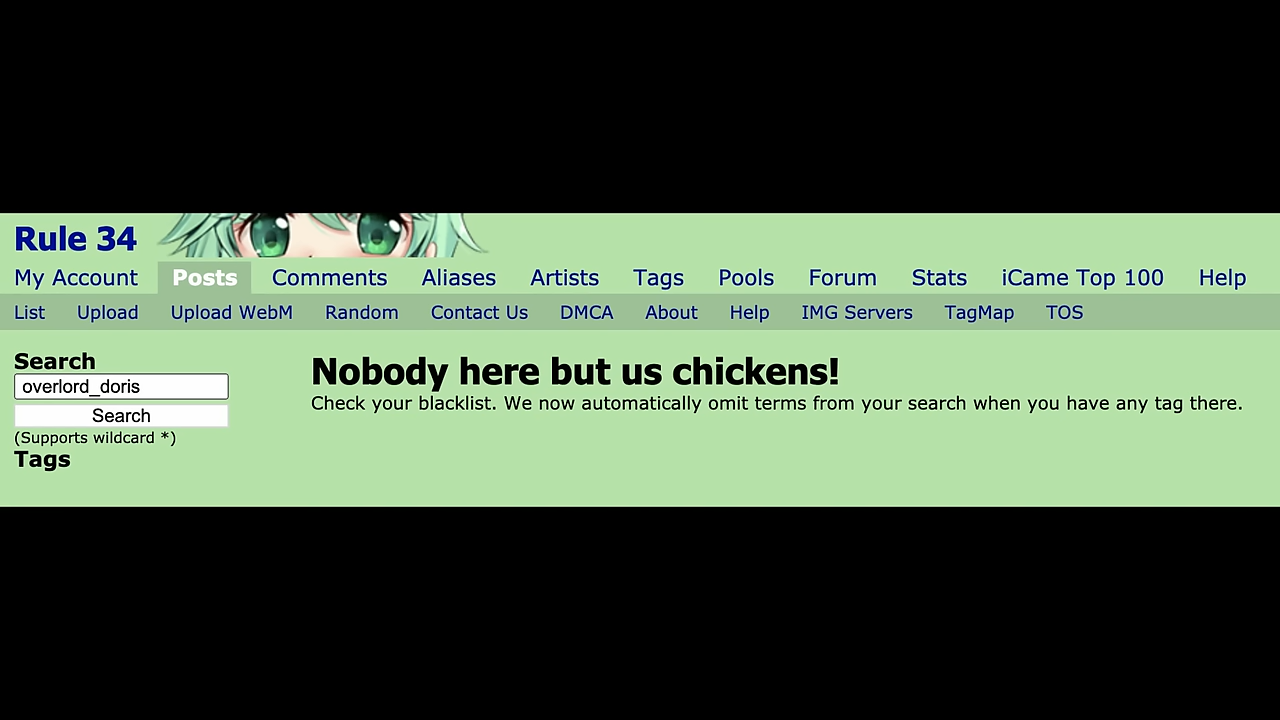 Rule 34
My Account Posts Comments Aliases Artists Tags Pools Forum Stats iCame Top 100 Help
List Upload Upload WebM Random Contact Us DMCA About Help IMG Servers TagMap TOS
Search
overlord_doris
Search
(Supports wildcard *)
Tags
Nobody here but us chickens!
Check your blacklist. We now automatically omit terms from your search when you have any tag there.